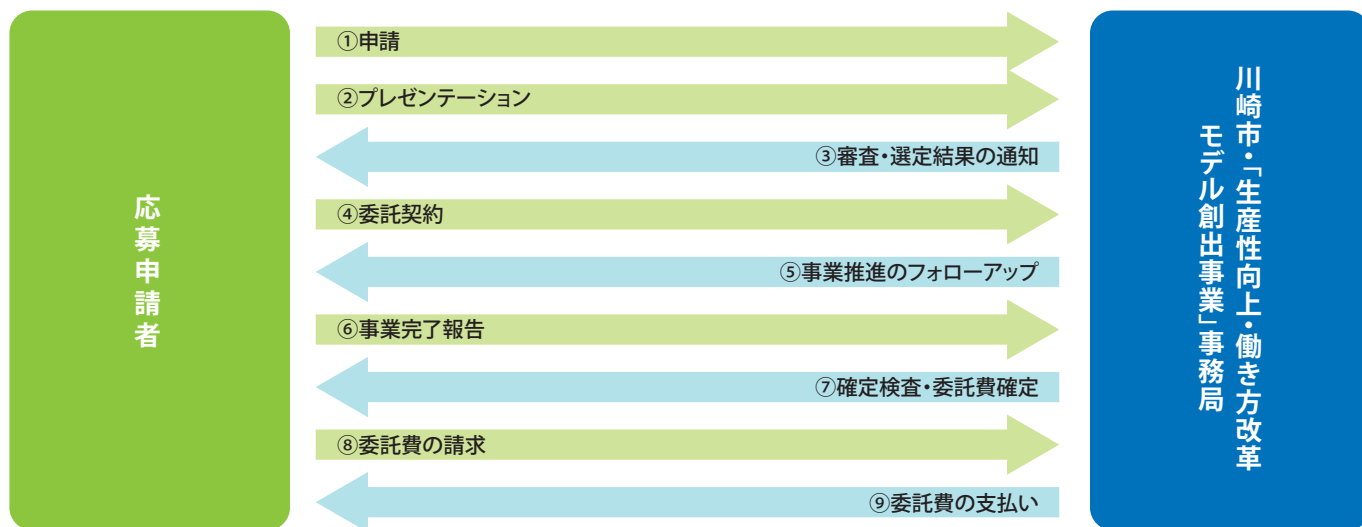 応募申請者
①申請
②プレゼンテーション
③審査・選定結果の通知
④委託契約
⑤事業推進のフォローアップ
⑥事業完了報告
⑦確定検査・委託費確定
⑧委託費の請求
⑨委託費の支払い
川崎市・「生産性向上・働き方改革
モデル創出事業」事務局